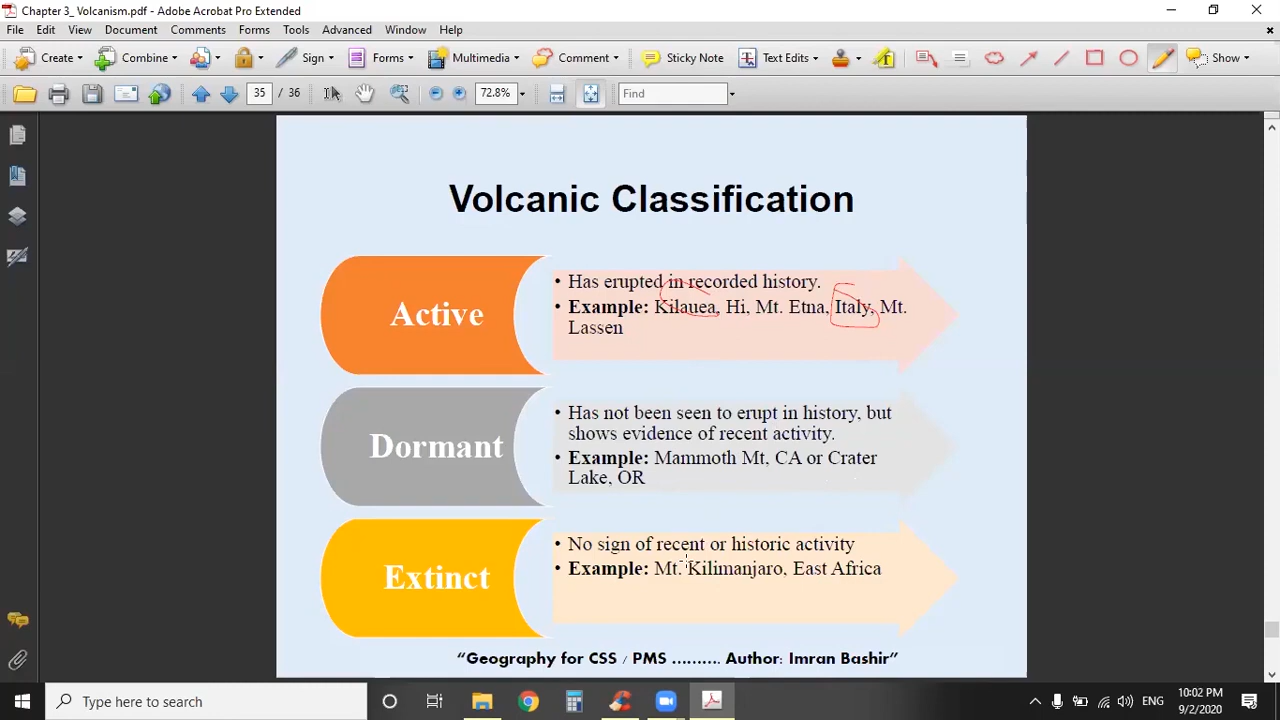 Chapter 3_ Volcanism.pdf - Adobe Acrobat Pro Extended
File Edit View Document Comments Forms Tools Advanced Window Help
Create Combine Sign Forms Multimedia Comment Sticky Note Text Edits Show
35 / 36 72.8% Find
Volcanic Classification
Active
• Has erupted in recorded history.
• Example: Kilauea, Hi, Mt. Etna, Italy, Mt.
Lassen
Dormant
• Has not been seen to erupt in history, but
shows evidence of recent activity.
• Example: Mammoth Mt, CA or Crater
Lake, OR
Extinct
• No sign of recent or historic activity
• Example: Mt. Kilimanjaro, East Africa
“Geography for CSS / PMS ......... Author: Imran Bashir”
Type here to search
ENG
10:02 PM
9/2/2020